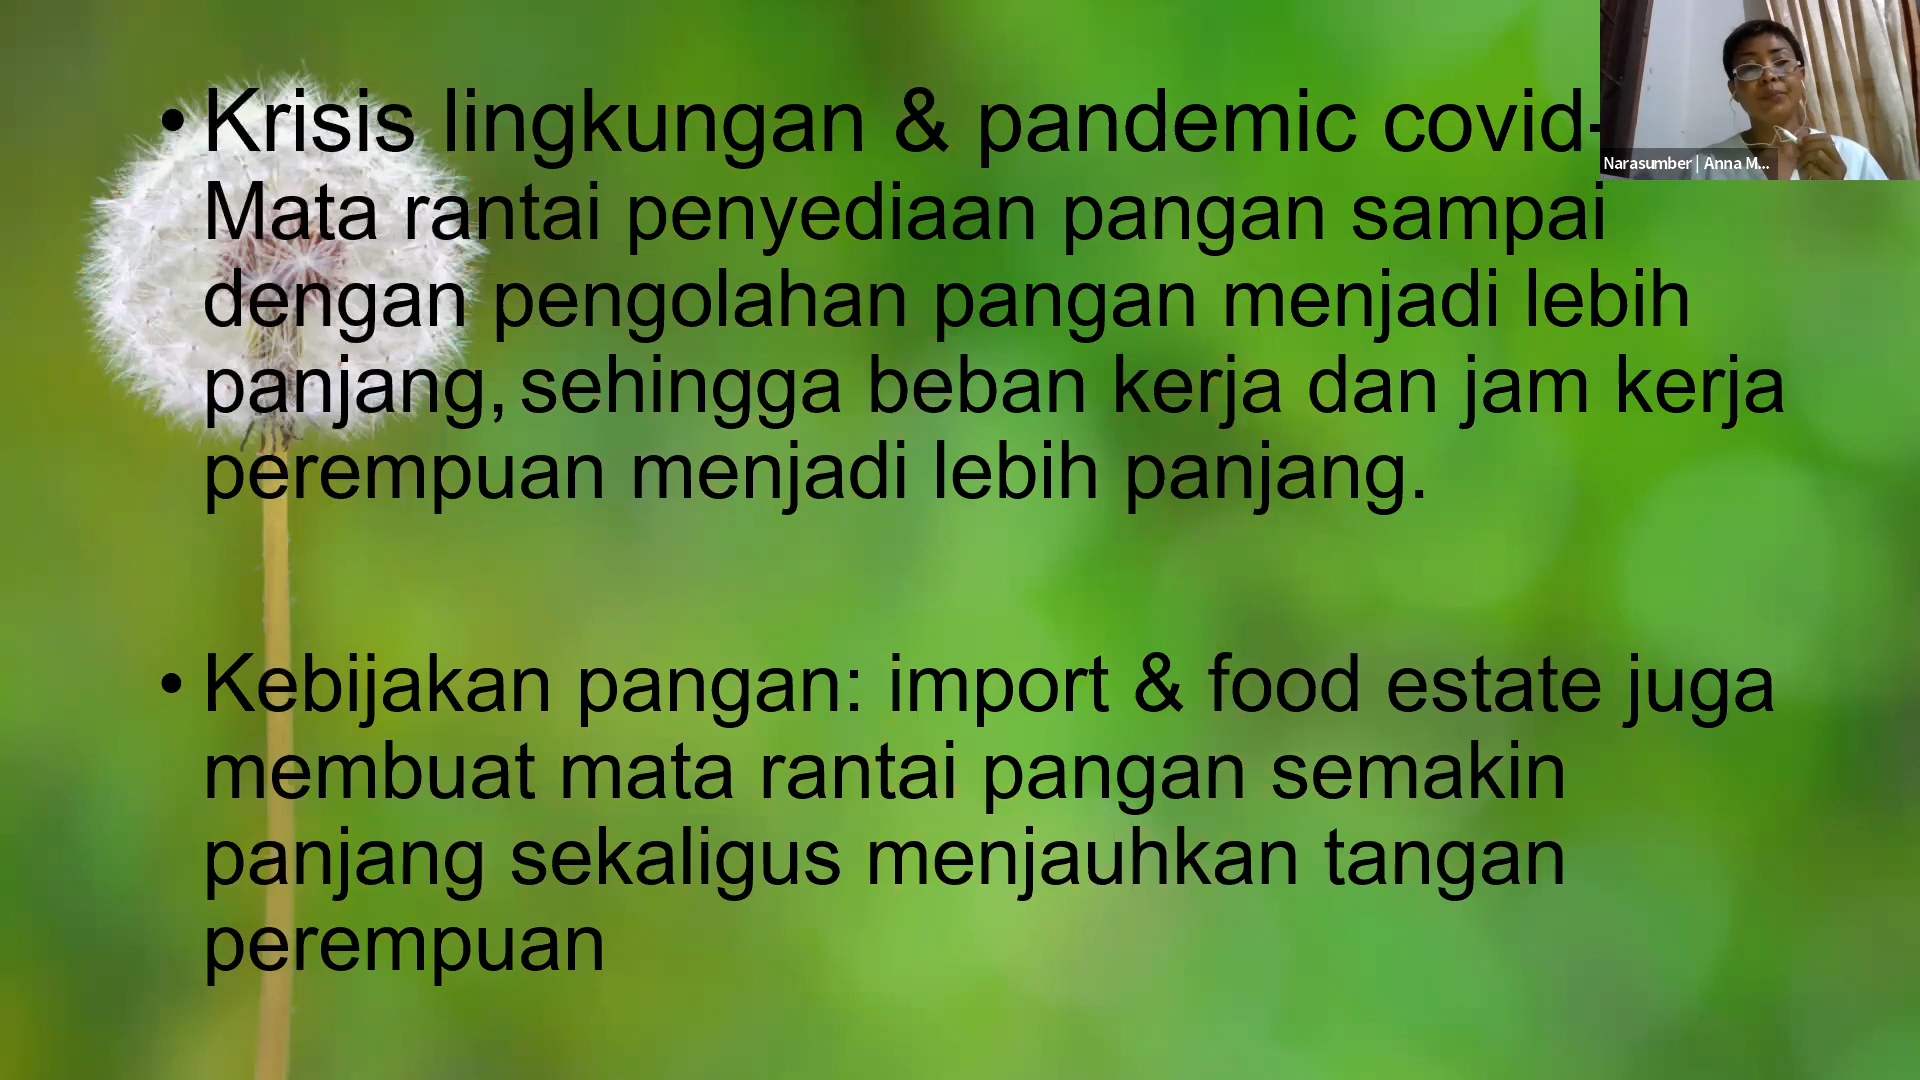 • Krisis lingkungan & pandemic covid-
Mata rantai penyediaan pangan sampai
dengan pengolahan pangan menjadi lebih
panjang, sehingga beban kerja dan jam kerja
perempuan menjadi lebih panjang.
• Kebijakan pangan: import & food estate juga
membuat mata rantai pangan semakin
panjang sekaligus menjauhkan tangan
perempuan
Narasumber | Anna M...